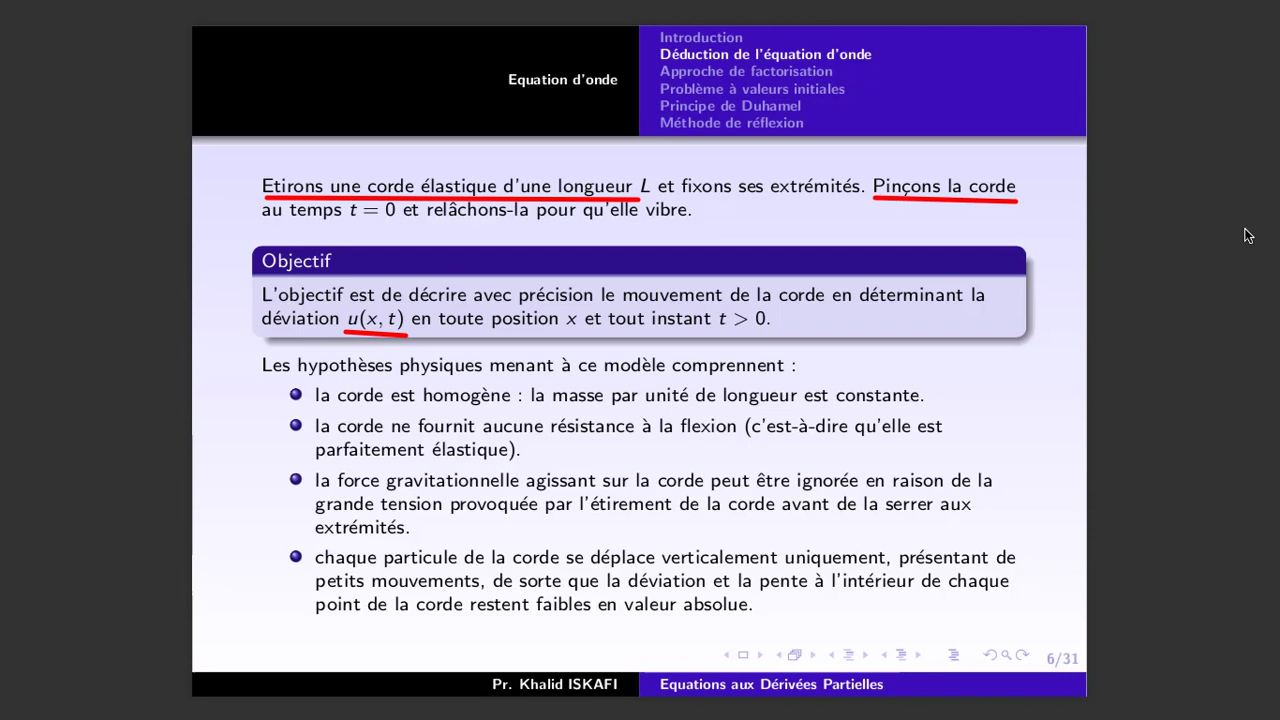 Equation d'onde
Introduction
Déduction de l'équation d'onde
Approche de factorisation
Problème à valeurs initiales
Principe de Duhamel
Méthode de réflexion
Etirons une corde élastique d'une longueur L et fixons ses extrémités. Pinçons la corde
au temps t = 0 et relâchons-la pour qu'elle vibre.
Objectif
L'objectif est de décrire avec précision le mouvement de la corde en déterminant la
déviation u(x, t) en toute position x et tout instant t > 0.
Les hypothèses physiques menant à ce modèle comprennent :
la corde est homogène : la masse par unité de longueur est constante.
la corde ne fournit aucune résistance à la flexion (c'est-à-dire qu'elle est
parfaitement élastique).
la force gravitationnelle agissant sur la corde peut être ignorée en raison de la
grande tension provoquée par l'étirement de la corde avant de la serrer aux
extrémités.
chaque particule de la corde se déplace verticalement uniquement, présentant de
petits mouvements, de sorte que la déviation et la pente à l'intérieur de chaque
point de la corde restent faibles en valeur absolue.
6/31
Pr. Khalid ISKAFI
Equations aux Dérivées Partielles